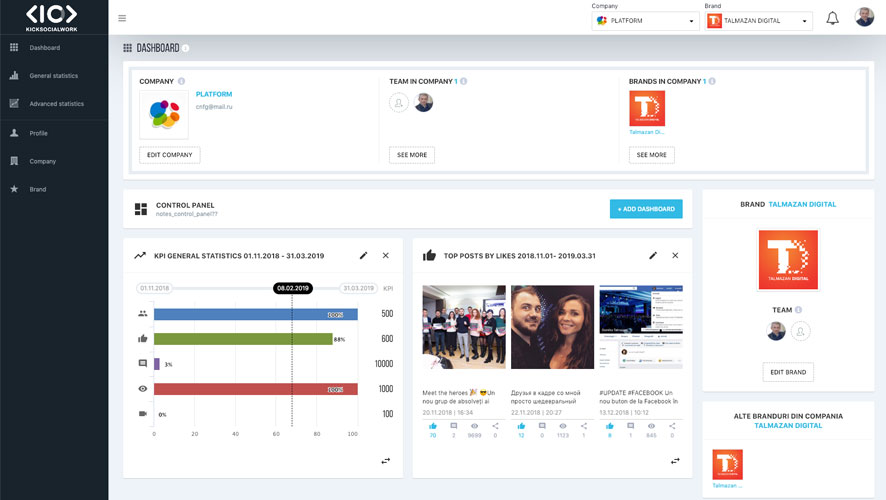 KICKSOCIALWORK
Company
PLATFORM
Brand
TALMAZAN DIGITAL
Dashboard
General statistics
Advanced statistics
Profile
Company
Brand
DASHBOARD
COMPANY
PLATFORM
cnfg@mail.ru
EDIT COMPANY
TEAM IN COMPANY 1
SEE MORE
BRANDS IN COMPANY 1
TALMAZAN DIGITAL
Talmazan Di...
SEE MORE
CONTROL PANEL
notes_control_panel??
+ ADD DASHBOARD
KPI GENERAL STATISTICS 01.11.2018 - 31.03.2019
01.11.2018
08.02.2019
31.03.2019
KPI
100%
500
88%
600
3%
10000
100%
1000
0%
100
0 20 40 60 80 100
TOP POSTS BY LIKES 2018.11.01- 2019.03.31
Meet the heroes 🎉 😎Un
nou grup de absolveți ai
20.11.2018 | 18:34
70 2 9699 0
Друзья в кадре со мной
просто шедевральный
22.11.2018 | 20:27
12 0 1123 1
#UPDATE #FACEBOOK Un
nou buton de la Facebook în
13.12.2018 | 10:12
8 1 845 0
BRAND TALMAZAN DIGITAL
TALMAZAN DIGITAL
TEAM
EDIT BRAND
ALTE BRANDURI DIN COMPANIA
TALMAZAN DIGITAL
TALMAZAN DIGITAL
Talmazan ...